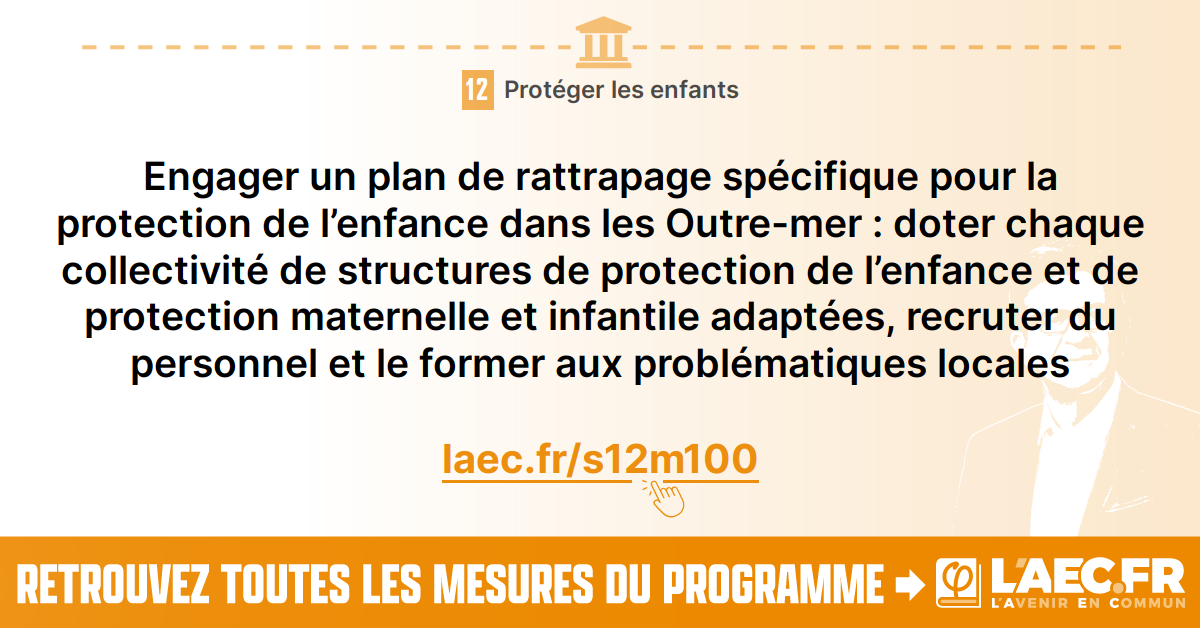 12 Protéger les enfants
Engager un plan de rattrapage spécifique pour la
protection de l’enfance dans les Outre-mer : doter chaque
collectivité de structures de protection de l’enfance et de
protection maternelle et infantile adaptées, recruter du
personnel et le former aux problématiques locales
laec.fr/s12m100
RETROUVEZ TOUTES LES MESURES DU PROGRAMME
φ L'AEC.FR
L'AVENIR EN COMMUN